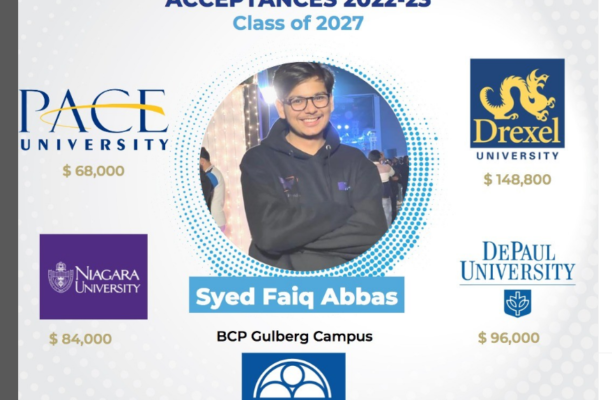 ACCEPTANCES 2022-23
Class of 2027
PACE
UNIVERSITY
$ 68,000
Drexel
UNIVERSITY
$ 148,800
NIAGARA
UNIVERSITY
$ 84,000
DEPAUL
UNIVERSITY
$ 96,000
Syed Faiq Abbas
BCP Gulberg Campus